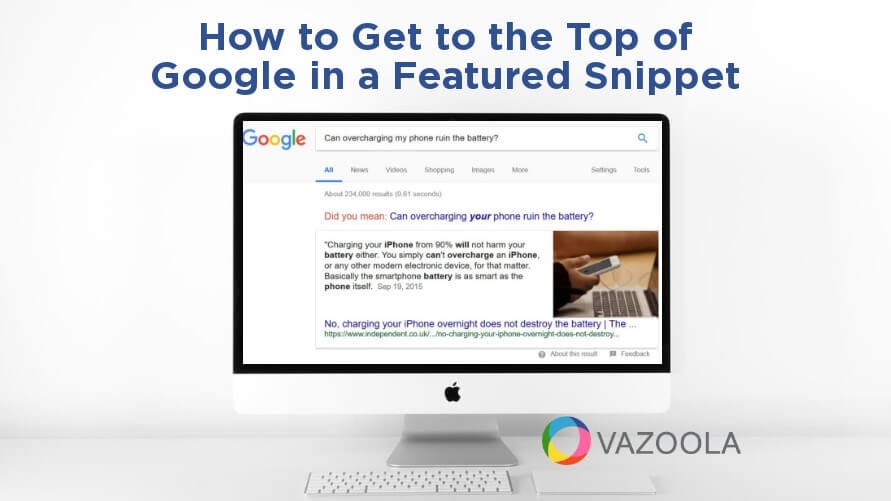 How to Get to the Top of
Google in a Featured Snippet
Google
Can overcharging my phone ruin the battery?
All News Videos Shopping Images More Settings Tools
About 234,000 results (0.61 seconds)
Did you mean: Can overcharging your phone ruin the battery?
"Charging your iPhone from 90% will not harm your
battery either. You simply can't overcharge an iPhone,
or any other modern electronic device, for that matter.
Basically the smartphone battery is as smart as the
phone itself. Sep 19, 2015
No, charging your iPhone overnight does not destroy the battery | The ...
https://www.independent.co.uk/.../no-charging-your-iphone-overnight-does-not-destroy...
About this result Feedback
VAZOOLA